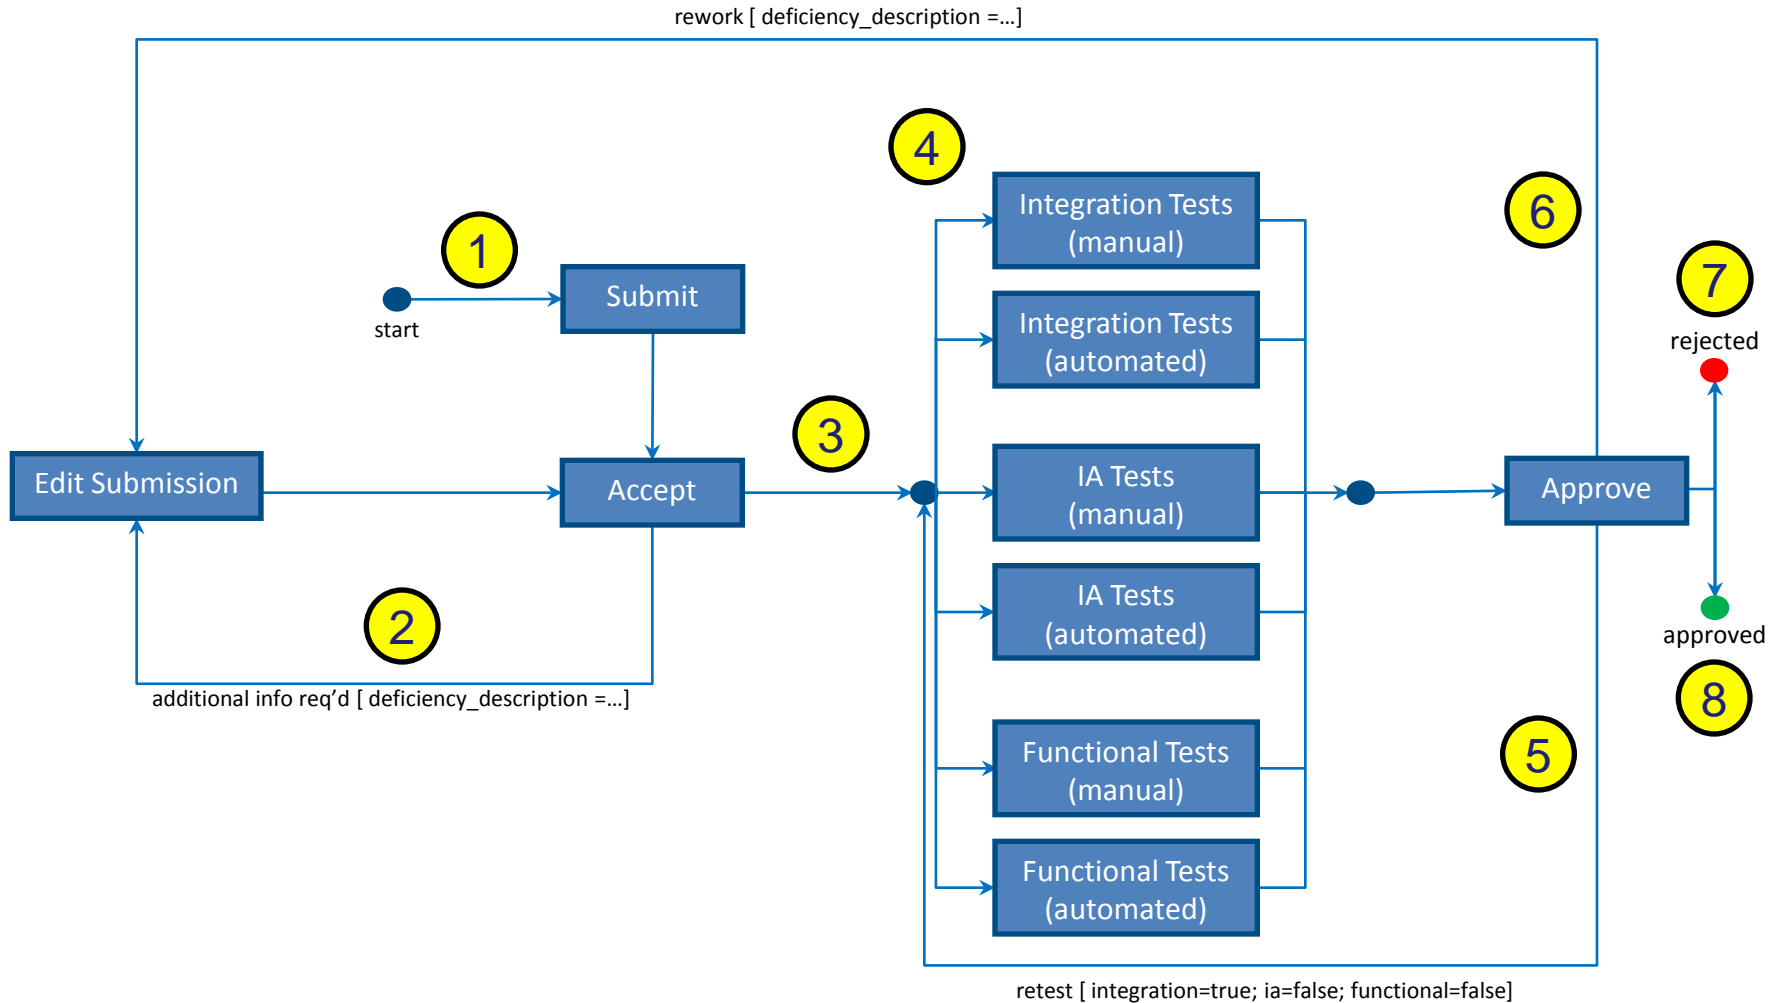 rework [ deficiency_description =...]
4
Integration Tests
(manual)
6
1
7
Submit
start
Integration Tests
(automated)
rejected
3
Edit Submission
Accept
IA Tests
(manual)
Approve
2
IA Tests
(automated)
approved
additional info req’d [ deficiency_description =...]
8
Functional Tests
(manual)
5
Functional Tests
(automated)
retest [ integration=true; ia=false; functional=false]